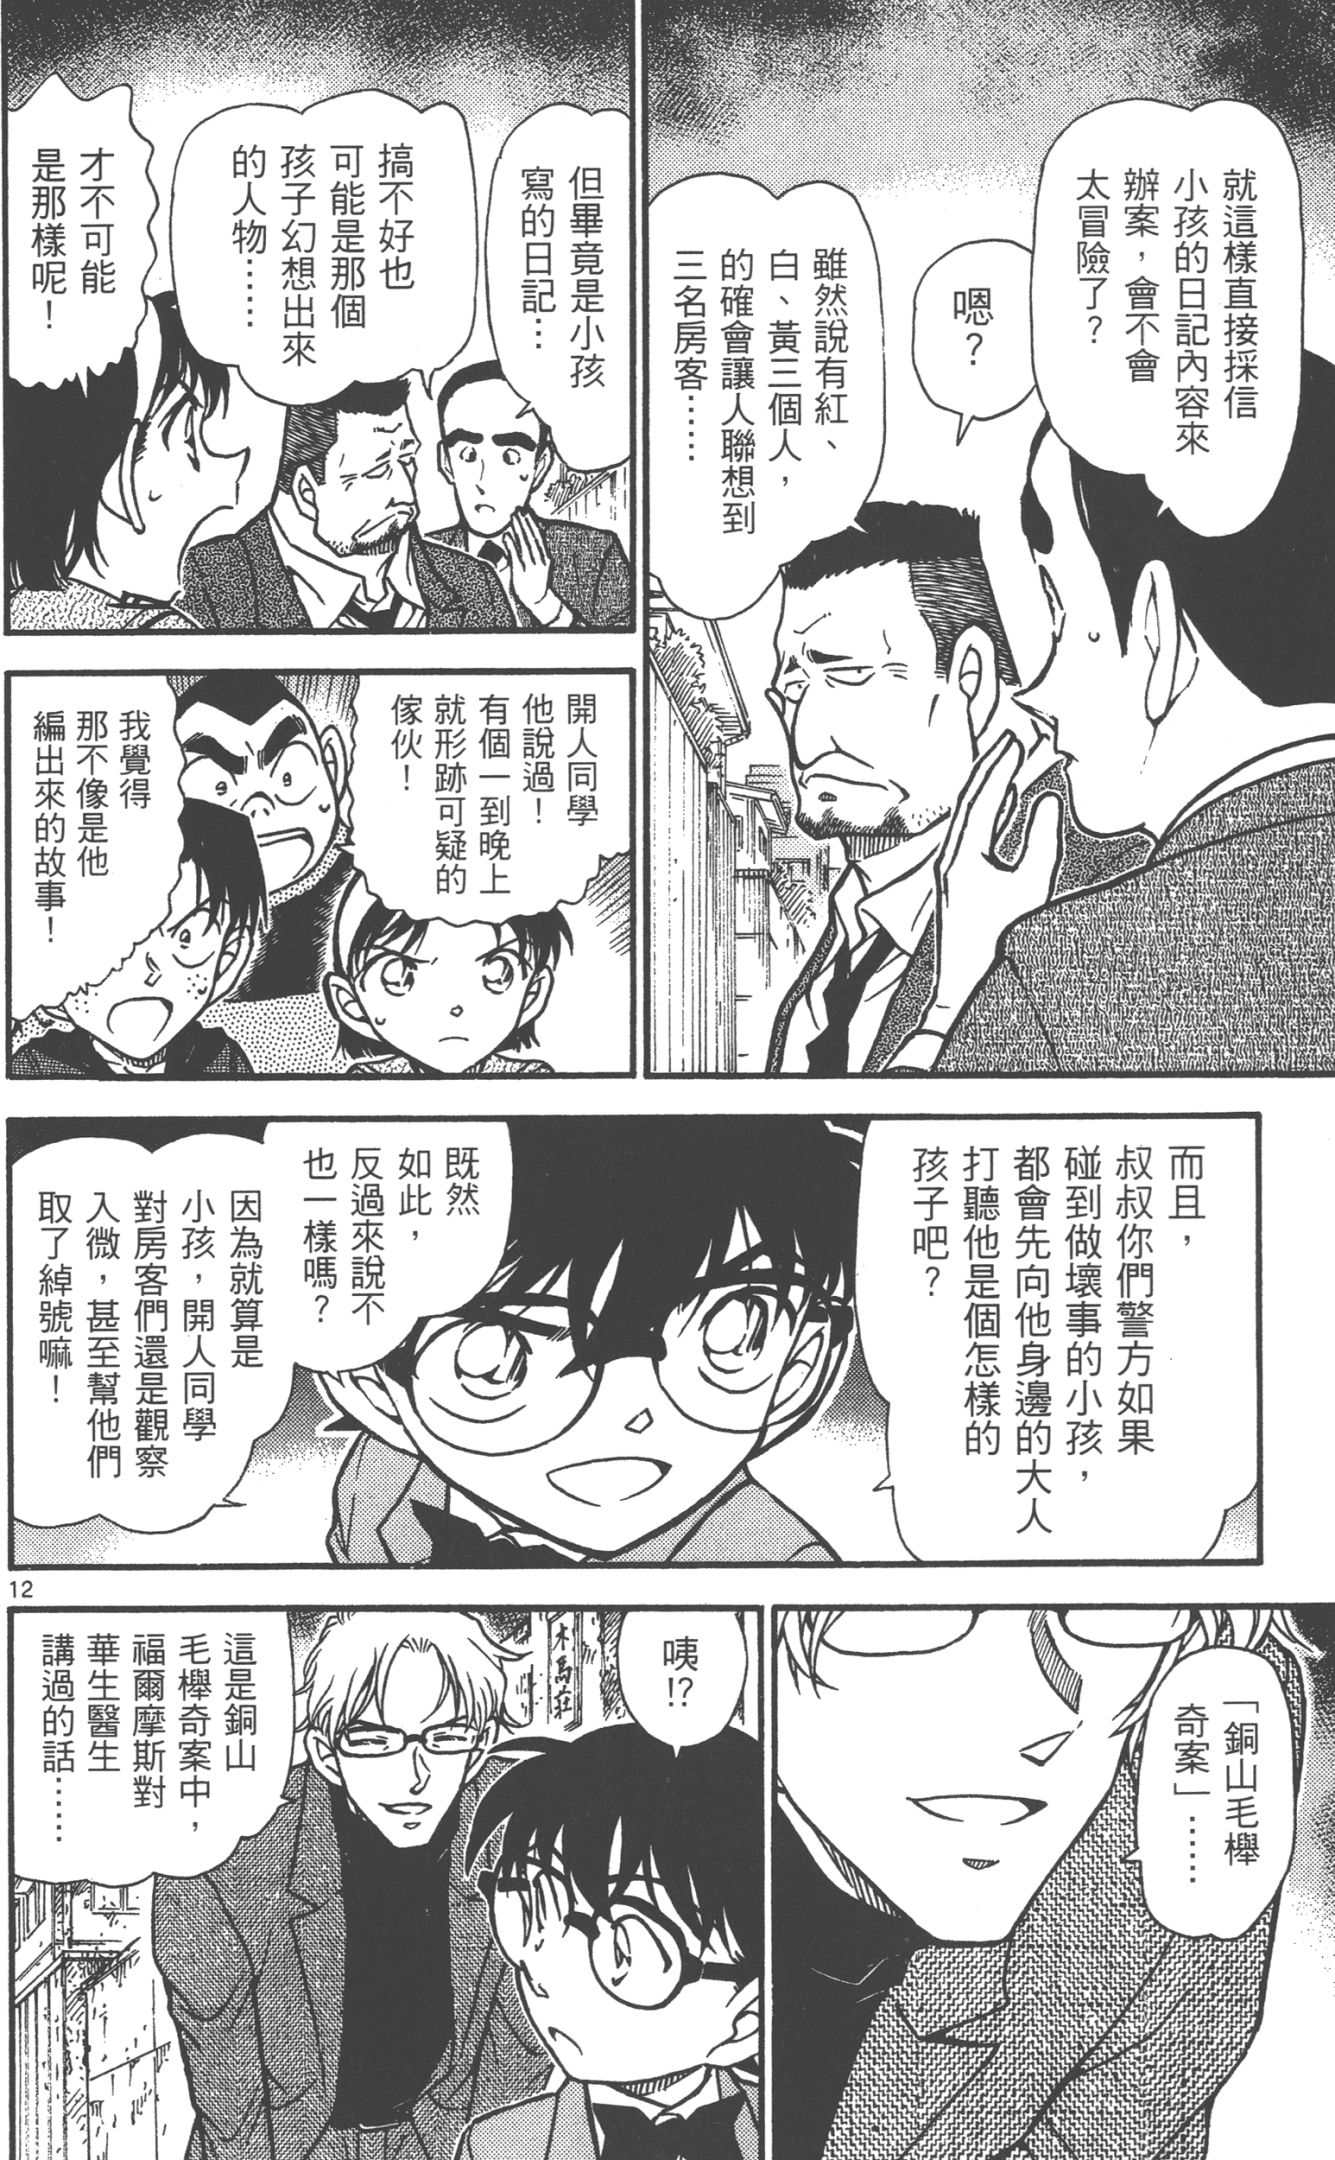 就這樣直接採信
小孩的日記內容來
辦案，會不會
太冒險了？
嗯？
雖然說有紅、
白、黃三個人，
的確會讓人聯想到
三名房客……
但畢竟是小孩
寫的日記…
搞不好也
可能是那個
孩子幻想出來
的人物……
才不可能
是那樣呢！
開人同學
他說過！
有個一到晚上
就形跡可疑的
傢伙！
我覺得
那不像是他
編出來的故事！
而且，
叔叔你們警方如果
碰到做壞事的小孩，
都會先向他身邊的大人
打聽他是個怎樣的
孩子吧？
既然
如此，
反過來說不
也一樣嗎？
因為就算是
小孩，開人同學
對房客們還是觀察
入微，甚至幫他們
取了綽號嘛！
12
「銅山毛櫸
奇案」……
咦!?
木馬莊
這是銅山
毛櫸奇案中，
福爾摩斯對
華生醫生
講過的話……